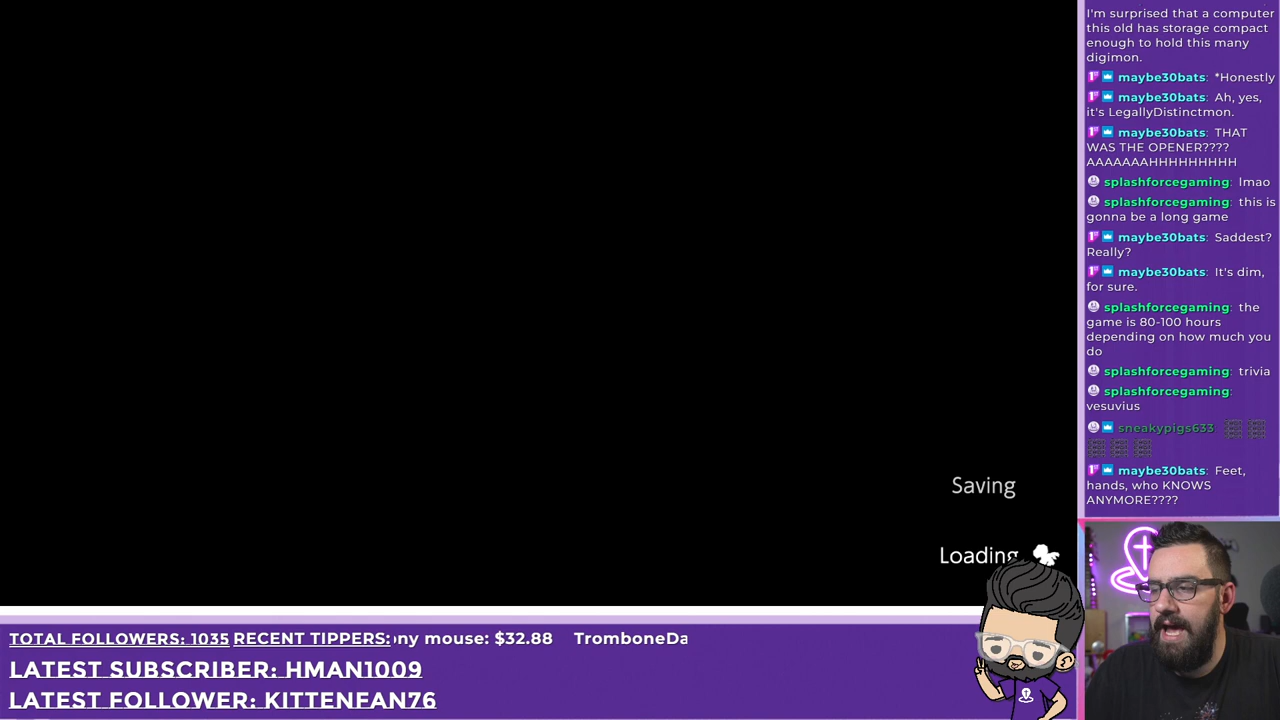 I'm surprised that a computer
this old has storage compact
enough to hold this many
digimon.
maybe30bats: *Honestly
maybe30bats: Ah, yes,
it's LegallyDistinctmon.
maybe30bats: THAT
WAS THE OPENER????
AAAAAAAHHHHHHHHH
splashforcegaming: lmao
splashforcegaming: this is
gonna be a long game
maybe30bats: Saddest?
Really?
maybe30bats: It's dim,
for sure.
splashforcegaming: the
game is 80-100 hours
depending on how much you
do
splashforcegaming: trivia
splashforcegaming:
vesuvius
sneakypigs633
maybe30bats: Feet,
hands, who KNOWS
ANYMORE????
Saving
Loading
TOTAL FOLLOWERS: 1035 RECENT TIPPERS: ny mouse: $32.88 TromboneDa
LATEST SUBSCRIBER: HMAN1009
LATEST FOLLOWER: KITTENFAN76